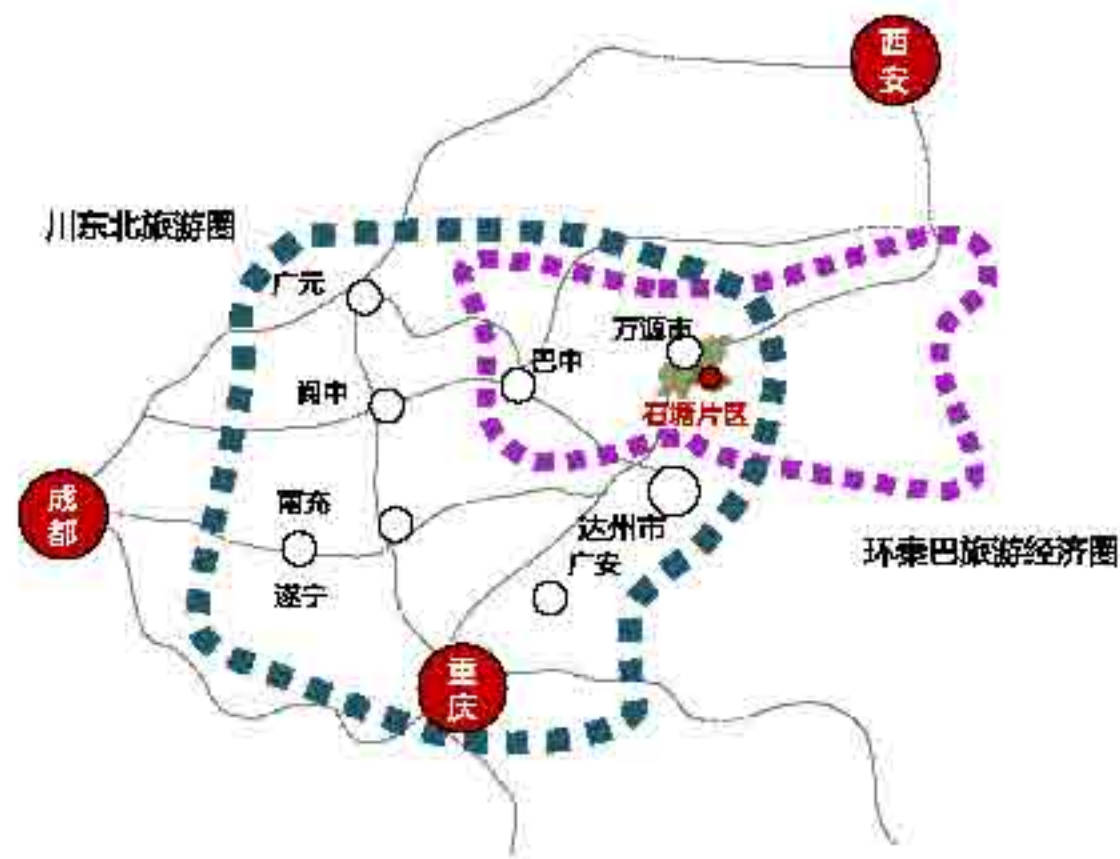 西
安
川东北旅游圈
广元
万源市
巴中
阆中
石塘片区
成
都
南充
达州市
环秦巴旅游经济圈
广安
遂宁
重
庆